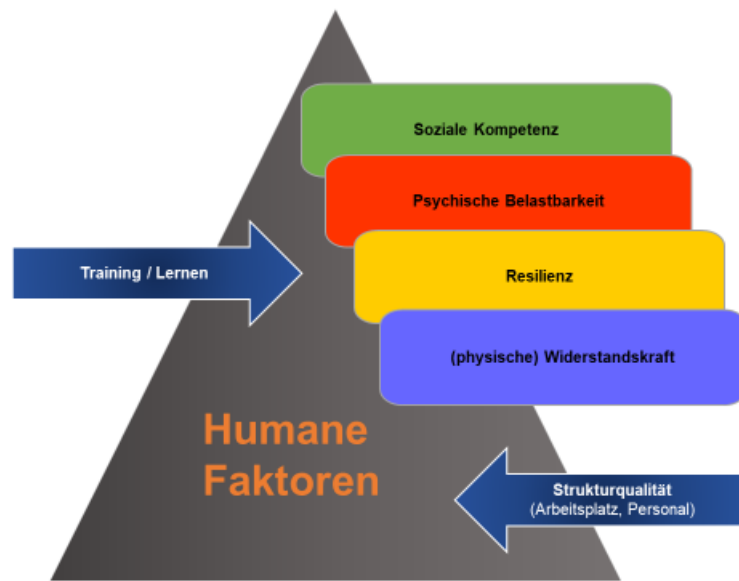 Soziale Kompetenz
Psychische Belastbarkeit
Training / Lernen
Resilienz
(physische) Widerstandskraft
Humane
Faktoren
Strukturqualität
(Arbeitsplatz, Personal)